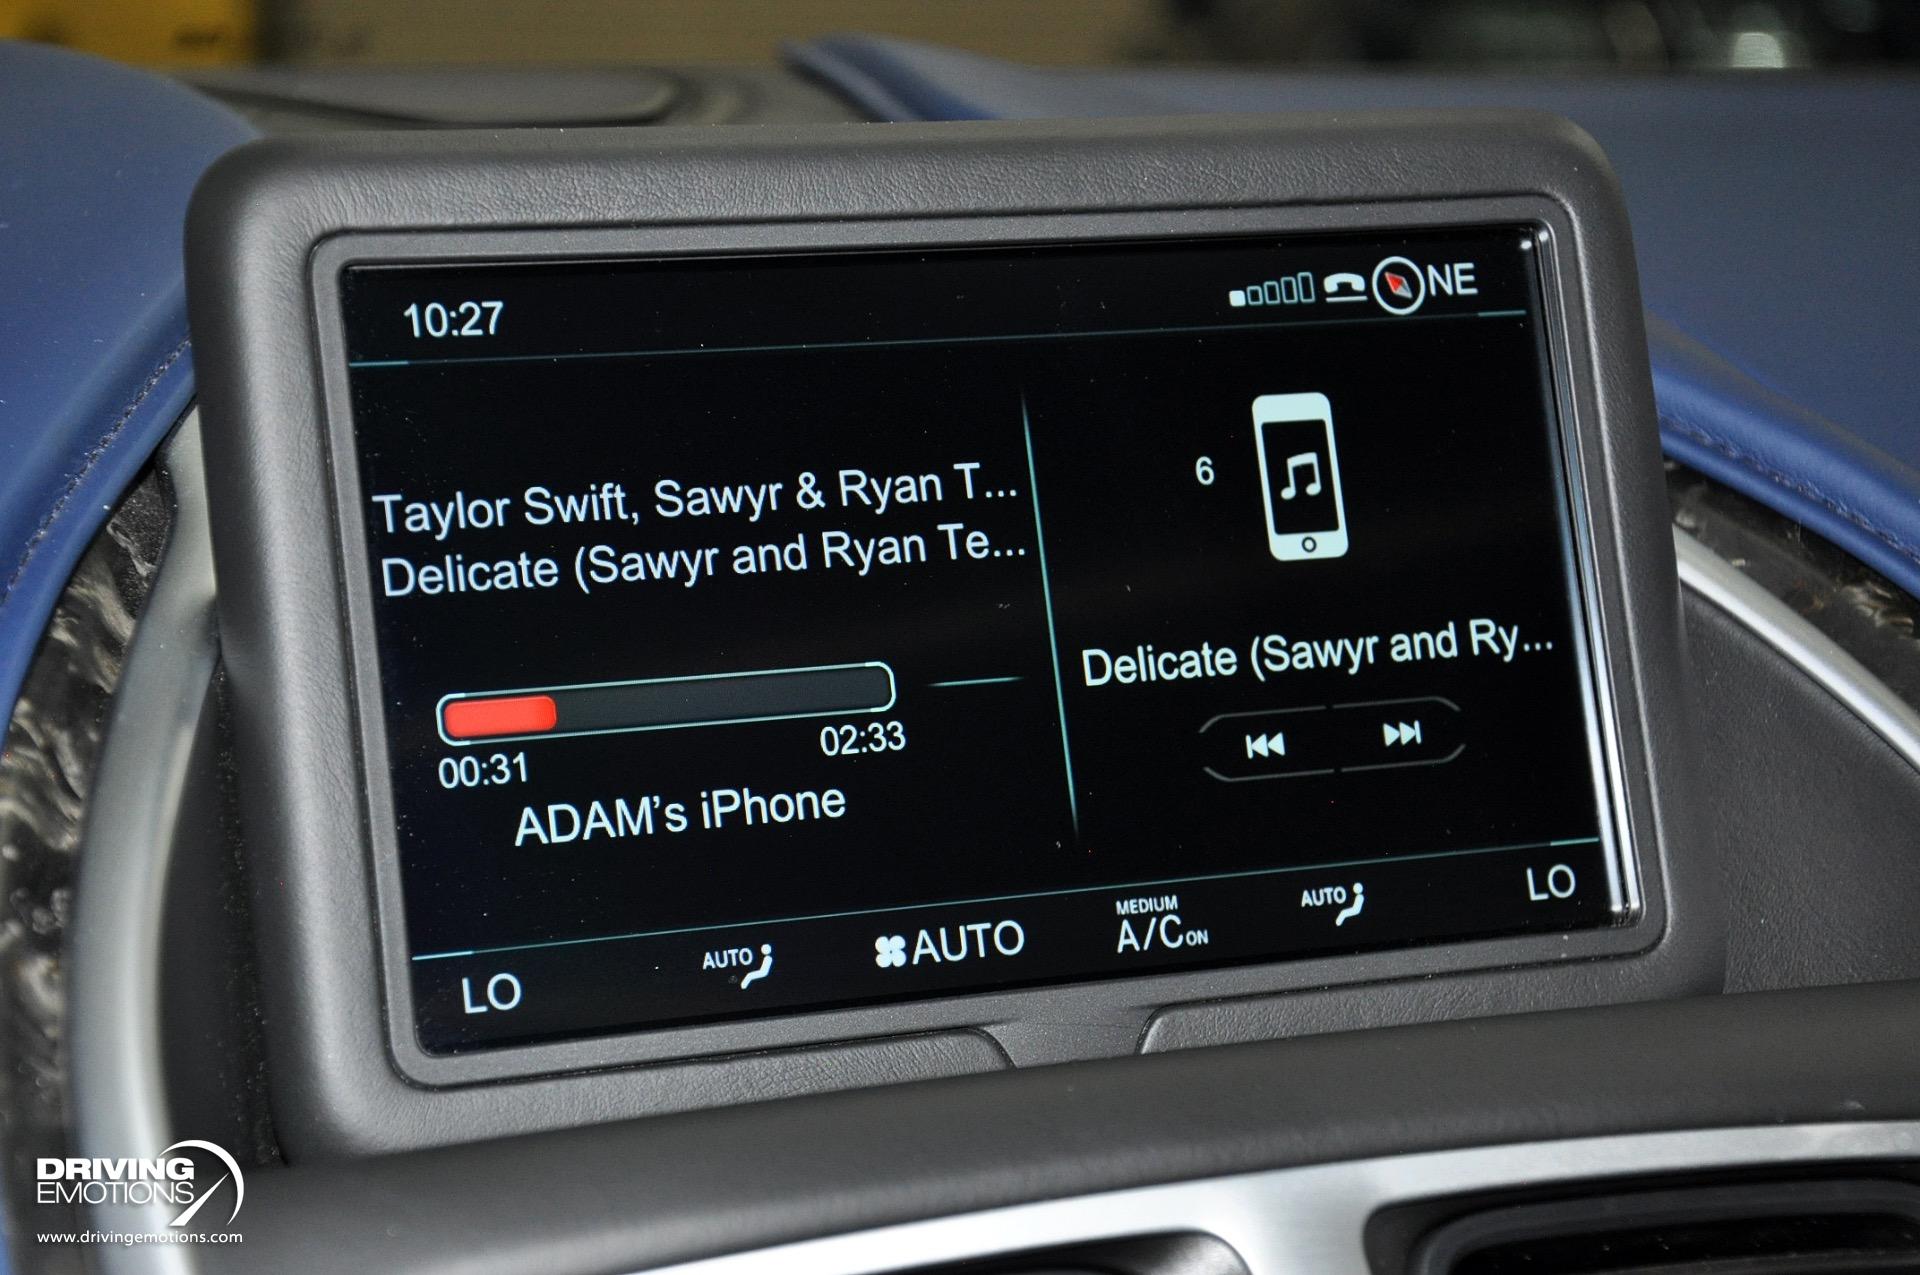 10:27
NE
Taylor Swift, Sawyr & Ryan T...
Delicate (Sawyr and Ryan Te...
00:31
02:33
ADAM's iPhone
6
Delicate (Sawyr and Ry...
LO
AUTO
AUTO
MEDIUM
A/C ON
AUTO
LO
DRIVING
EMOTIONS
www.drivingemotions.com